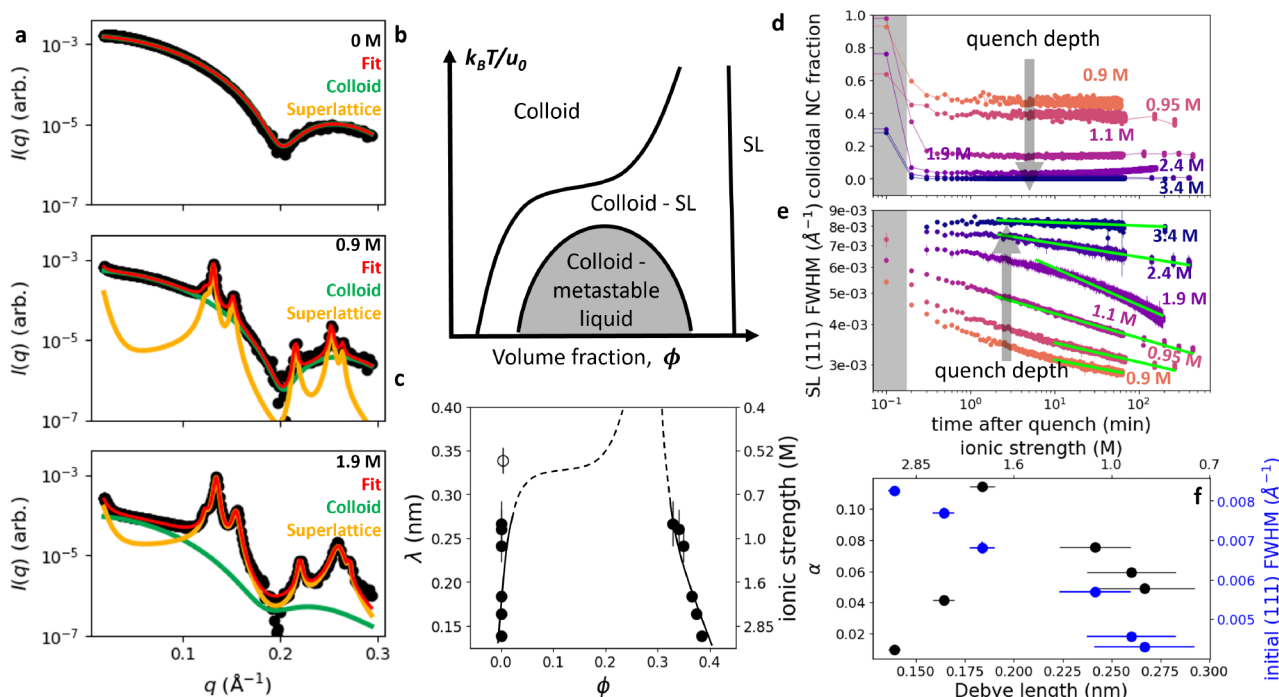 a
I(q) (arb.)
10⁻³
10⁻⁵
10⁻⁷
0 M
Fit
Colloid
Superlattice
I(q) (arb.)
10⁻³
10⁻⁵
10⁻⁷
0.9 M
Fit
Colloid
Superlattice
I(q) (arb.)
10⁻³
10⁻⁵
10⁻⁷
1.9 M
Fit
Colloid
Superlattice
0.1 0.2 0.3
q (Å⁻¹)
b
k_BT/u₀
Colloid
SL
Colloid - SL
Colloid -
metastable
liquid
Volume fraction, ϕ
c
λ (nm)
0.40
0.35
0.30
0.25
0.20
0.15
0.4
0.52
0.7
1.0
1.6
2.85
ionic strength (M)
0.0 0.1 0.2 0.3 0.4
ϕ
d
colloidal NC fraction
1.0
0.8
0.6
0.4
0.2
0.0
quench depth
0.9 M
0.95 M
1.1 M
1.9 M
2.4 M
3.4 M
e
SL (111) FWHM (Å⁻¹)
9e-03
8e-03
7e-03
6e-03
5e-03
4e-03
3e-03
3.4 M
2.4 M
1.9 M
1.1 M
0.95 M
0.9 M
quench depth
10⁻¹ 10⁰ 10¹ 10²
time after quench (min)
ionic strength (M)
2.85 1.6 1.0 0.7
f
α
0.10
0.08
0.06
0.04
0.02
0.008
0.007
0.006
0.005
initial (111) FWHM (Å⁻¹)
0.150 0.175 0.200 0.225 0.250 0.275 0.300
Debye length (nm)